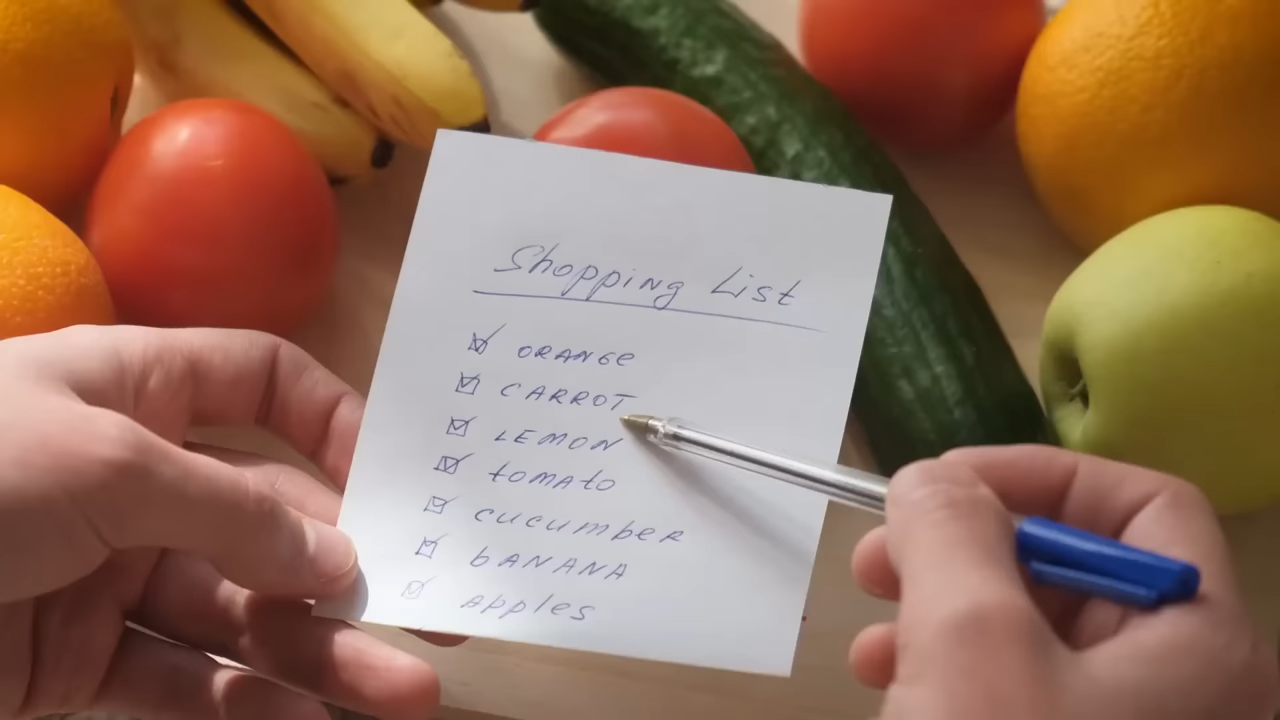 Shopping List
☑ ORANGe
☑ CARROT
☑ LEMON
☑ tomato
☑ cucumber
☑ bANANA
☑ Apples